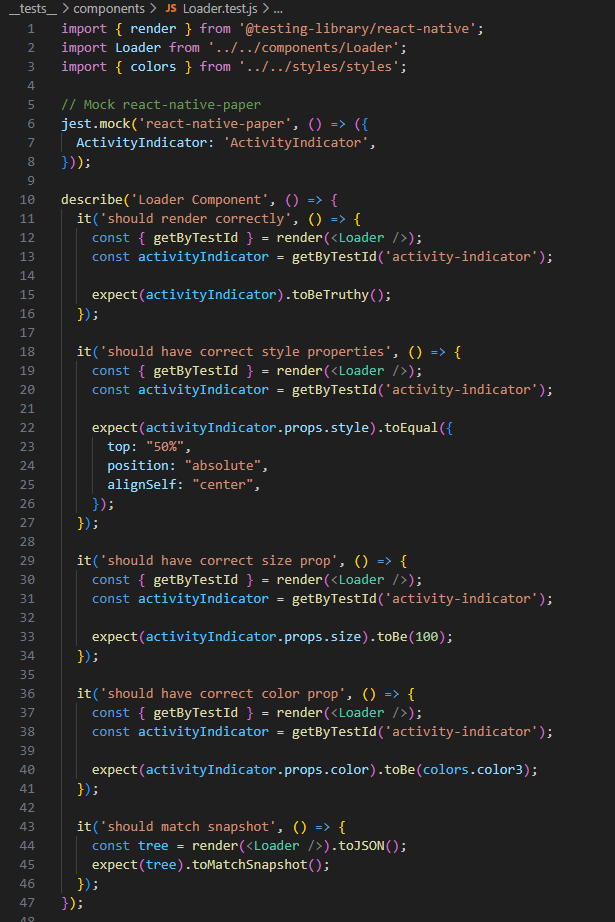 __tests__ > components > JS Loader.test.js > ...
1 import { render } from '@testing-library/react-native';
2 import Loader from '../../components/Loader';
3 import { colors } from '../../styles/styles';
4
5 // Mock react-native-paper
6 jest.mock('react-native-paper', () => ({
7   ActivityIndicator: 'ActivityIndicator',
8 }));
9
10 describe('Loader Component', () => {
11   it('should render correctly', () => {
12     const { getByTestId } = render(<Loader />);
13     const activityIndicator = getByTestId('activity-indicator');
14
15     expect(activityIndicator).toBeTruthy();
16   });
17
18   it('should have correct style properties', () => {
19     const { getByTestId } = render(<Loader />);
20     const activityIndicator = getByTestId('activity-indicator');
21
22     expect(activityIndicator.props.style).toEqual({
23       top: "50%",
24       position: "absolute",
25       alignSelf: "center",
26     });
27   });
28
29   it('should have correct size prop', () => {
30     const { getByTestId } = render(<Loader />);
31     const activityIndicator = getByTestId('activity-indicator');
32
33     expect(activityIndicator.props.size).toBe(100);
34   });
35
36   it('should have correct color prop', () => {
37     const { getByTestId } = render(<Loader />);
38     const activityIndicator = getByTestId('activity-indicator');
39
40     expect(activityIndicator.props.color).toBe(colors.color3);
41   });
42
43   it('should match snapshot', () => {
44     const tree = render(<Loader />).toJSON();
45     expect(tree).toMatchSnapshot();
46   });
47 });
48